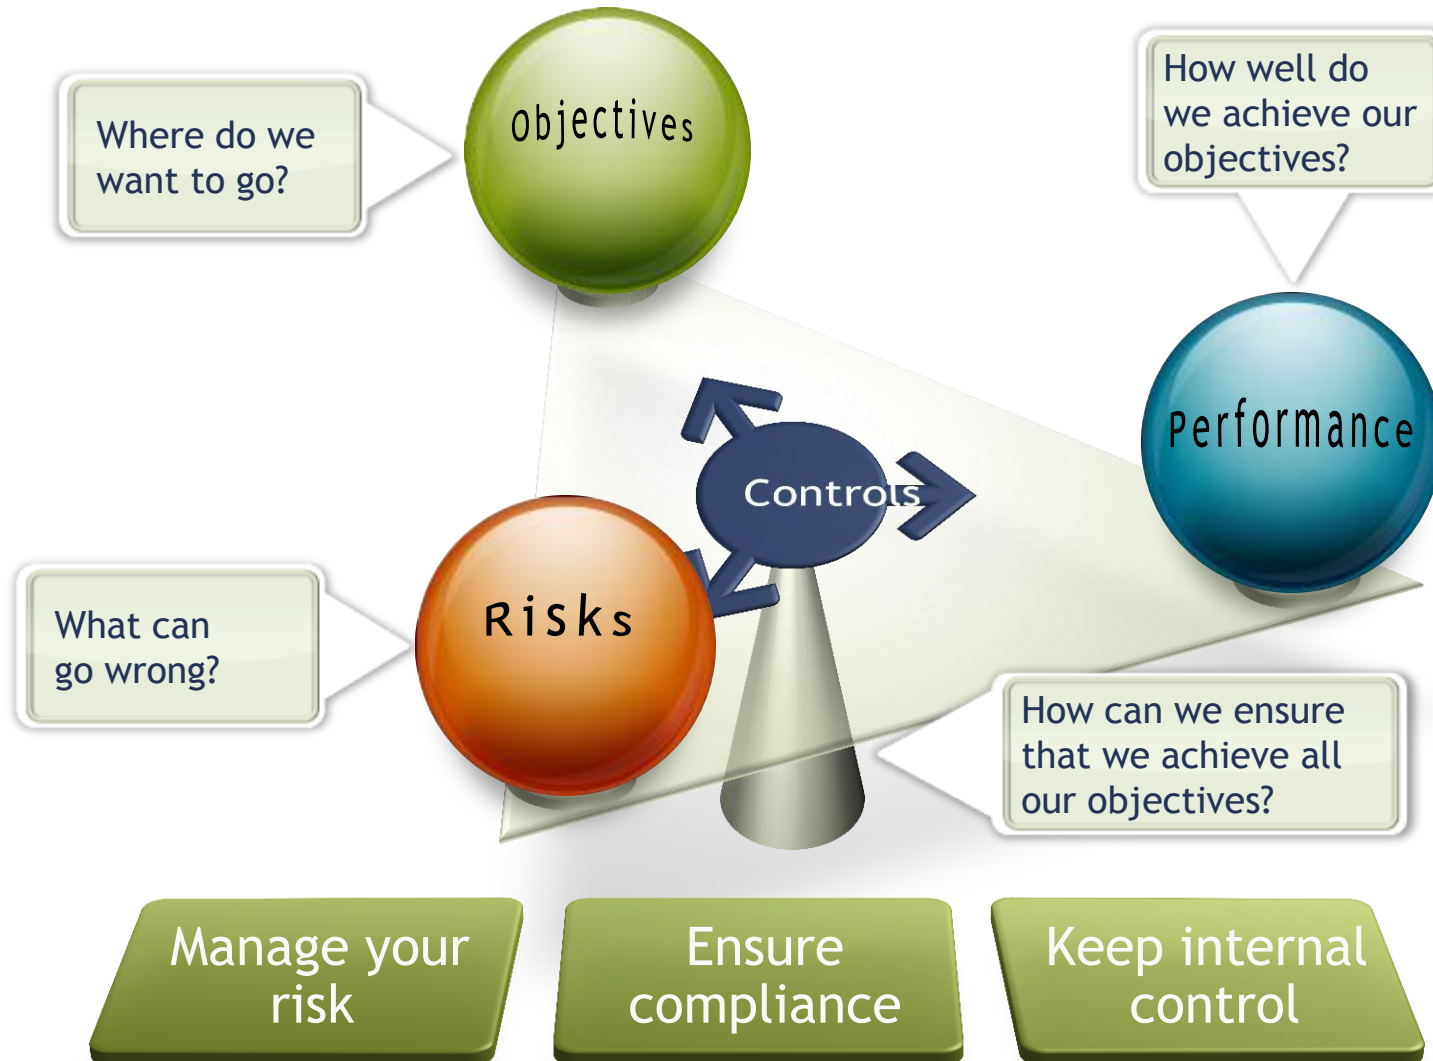 Where do we
want to go?
Objectives
How well do
we achieve our
objectives?
Performance
Controls
What can
go wrong?
Risks
How can we ensure
that we achieve all
our objectives?
Manage your
risk
Ensure
compliance
Keep internal
control